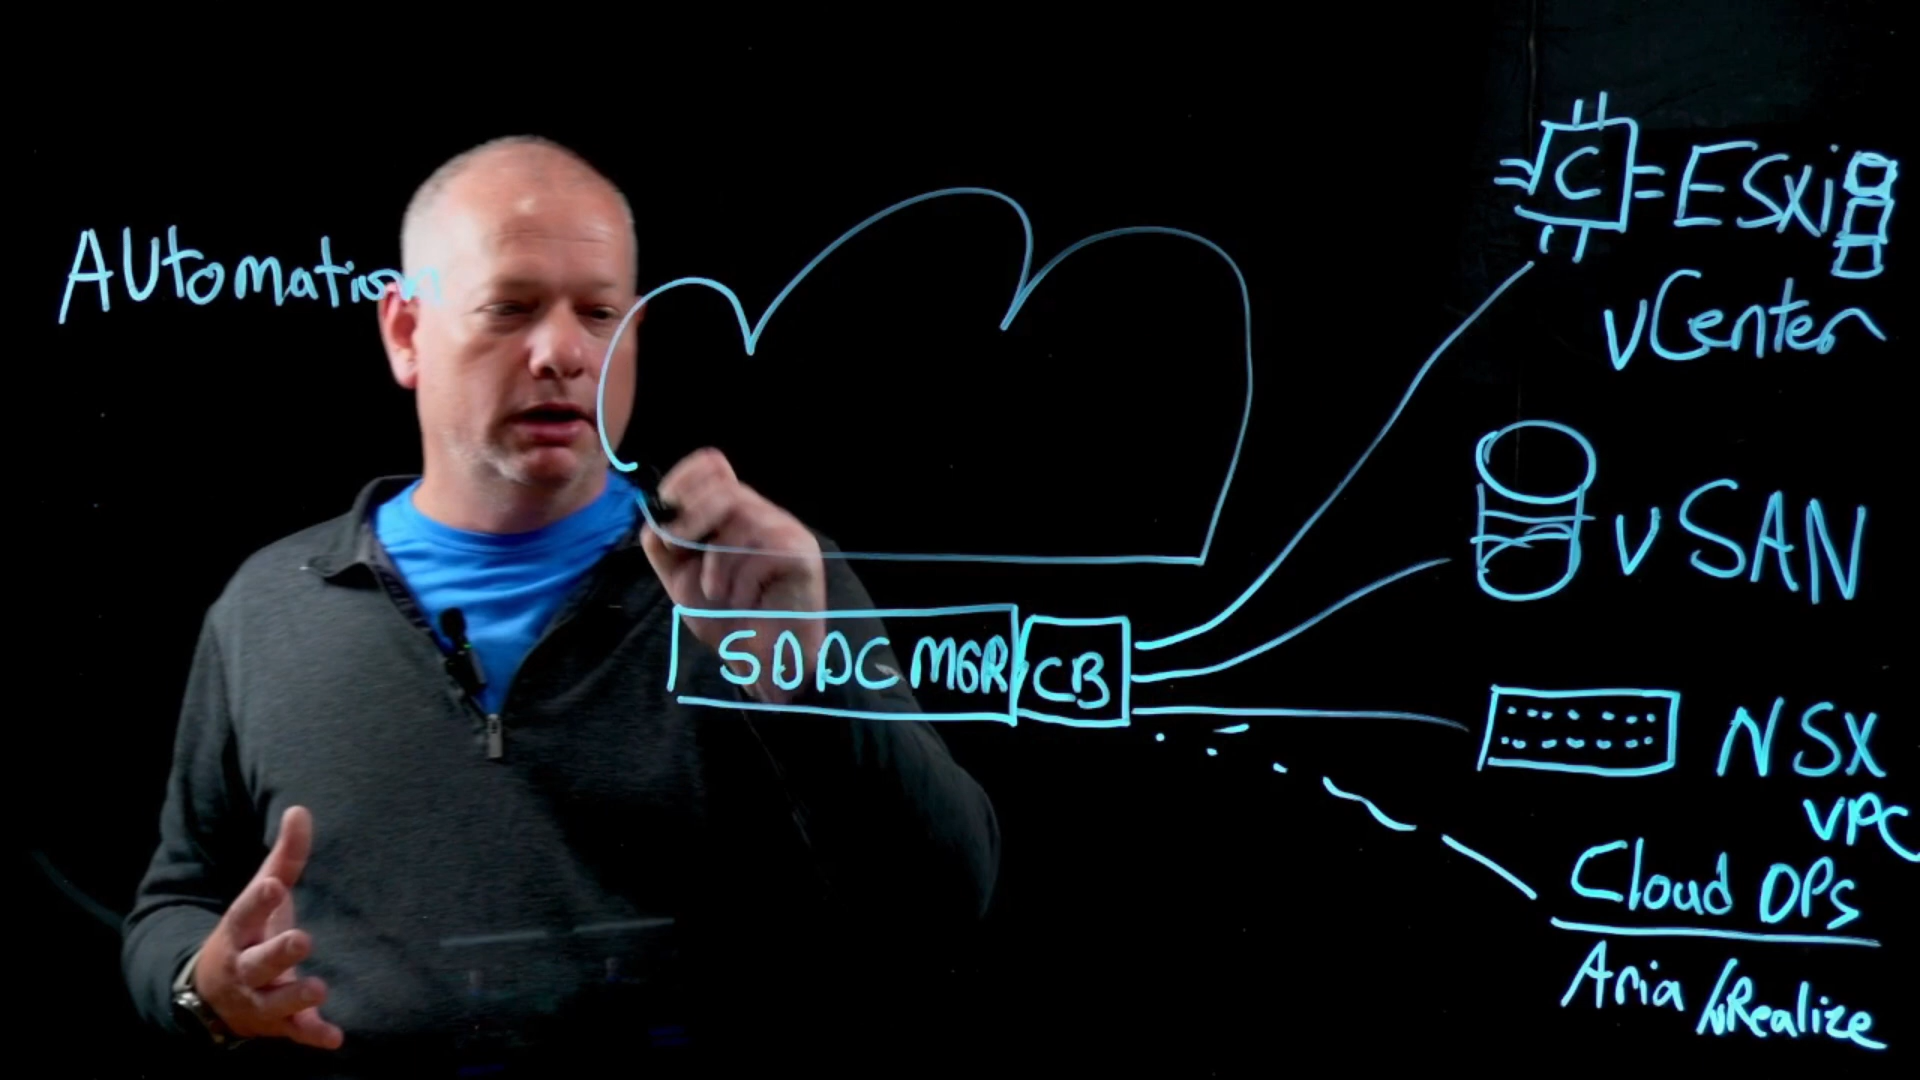 AUtomation
C ESXi
vCenter
vSAN
SDDC MGR CB
NSX
VPC
Cloud OPs
Aria /vRealize